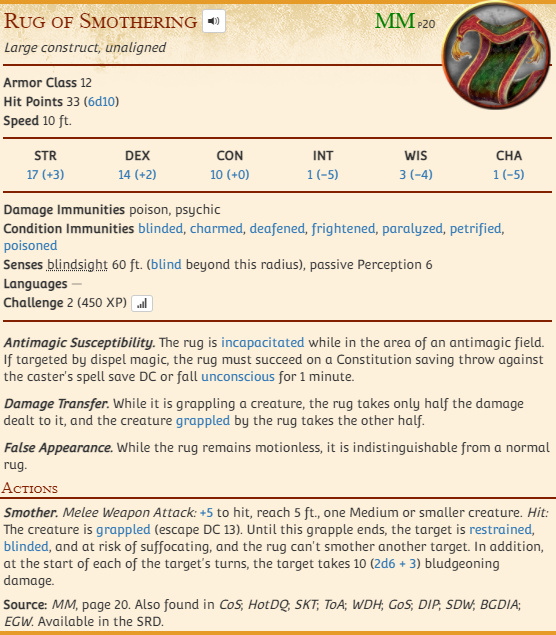 Rug of Smothering
MM p20
Large construct, unaligned
Armor Class 12
Hit Points 33 (6d10)
Speed 10 ft.
STR DEX CON INT WIS CHA
17 (+3) 14 (+2) 10 (+0) 1 (−5) 3 (−4) 1 (−5)
Damage Immunities poison, psychic
Condition Immunities blinded, charmed, deafened, frightened, paralyzed, petrified,
poisoned
Senses blindsight 60 ft. (blind beyond this radius), passive Perception 6
Languages —
Challenge 2 (450 XP)
Antimagic Susceptibility. The rug is incapacitated while in the area of an antimagic field.
If targeted by dispel magic, the rug must succeed on a Constitution saving throw against
the caster's spell save DC or fall unconscious for 1 minute.
Damage Transfer. While it is grappling a creature, the rug takes only half the damage
dealt to it, and the creature grappled by the rug takes the other half.
False Appearance. While the rug remains motionless, it is indistinguishable from a normal
rug.
Actions
Smother. Melee Weapon Attack: +5 to hit, reach 5 ft., one Medium or smaller creature. Hit:
The creature is grappled (escape DC 13). Until this grapple ends, the target is restrained,
blinded, and at risk of suffocating, and the rug can't smother another target. In addition,
at the start of each of the target's turns, the target takes 10 (2d6 + 3) bludgeoning
damage.
Source: MM, page 20. Also found in CoS; HotDQ; SKT; ToA; WDH; GoS; DIP; SDW; BGDIA;
EGW. Available in the SRD.